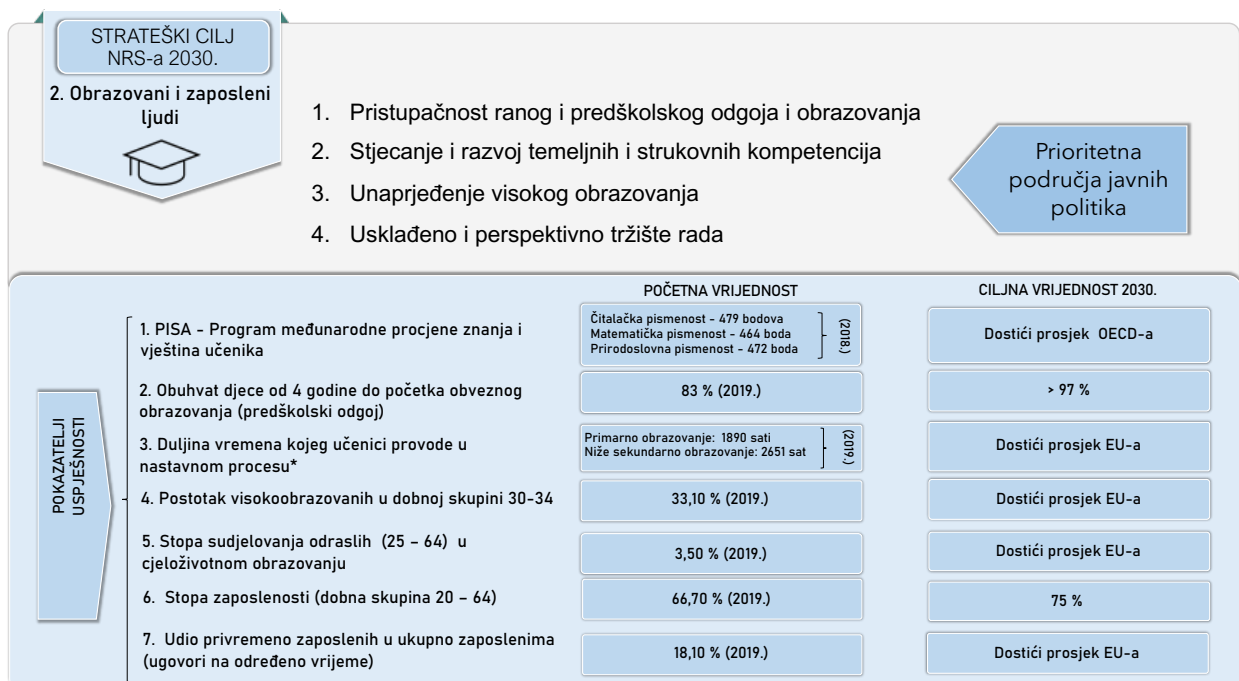 STRATEŠKI CILJ
NRS-a 2030.
2. Obrazovani i zaposleni
ljudi
1. Pristupačnost ranog i predškolskog odgoja i obrazovanja
2. Stjecanje i razvoj temeljnih i strukovnih kompetencija
3. Unaprjeđenje visokog obrazovanja
4. Usklađeno i perspektivno tržište rada
Prioritetna
područja javnih
politika
POČETNA VRIJEDNOST
CILJNA VRIJEDNOST 2030.
POKAZATELJI
USPJEŠNOSTI
1. PISA - Program međunarodne procjene znanja i
vještina učenika
Čitalačka pismenost - 479 bodova
Matematička pismenost - 464 boda
Prirodoslovna pismenost - 472 boda
(2018.)
Dostići prosjek OECD-a
2. Obuhvat djece od 4 godine do početka obveznog
obrazovanja (predškolski odgoj)
83 % (2019.)
> 97 %
3. Duljina vremena kojeg učenici provode u
nastavnom procesu*
Primarno obrazovanje: 1890 sati
Niže sekundarno obrazovanje: 2651 sat
(2019.)
Dostići prosjek EU-a
4. Postotak visokoobrazovanih u dobnoj skupini 30-34
33,10 % (2019.)
Dostići prosjek EU-a
5. Stopa sudjelovanja odraslih (25 – 64) u
cjeloživotnom obrazovanju
3,50 % (2019.)
Dostići prosjek EU-a
6. Stopa zaposlenosti (dobna skupina 20 – 64)
66,70 % (2019.)
75 %
7. Udio privremeno zaposlenih u ukupno zaposlenima
(ugovori na određeno vrijeme)
18,10 % (2019.)
Dostići prosjek EU-a